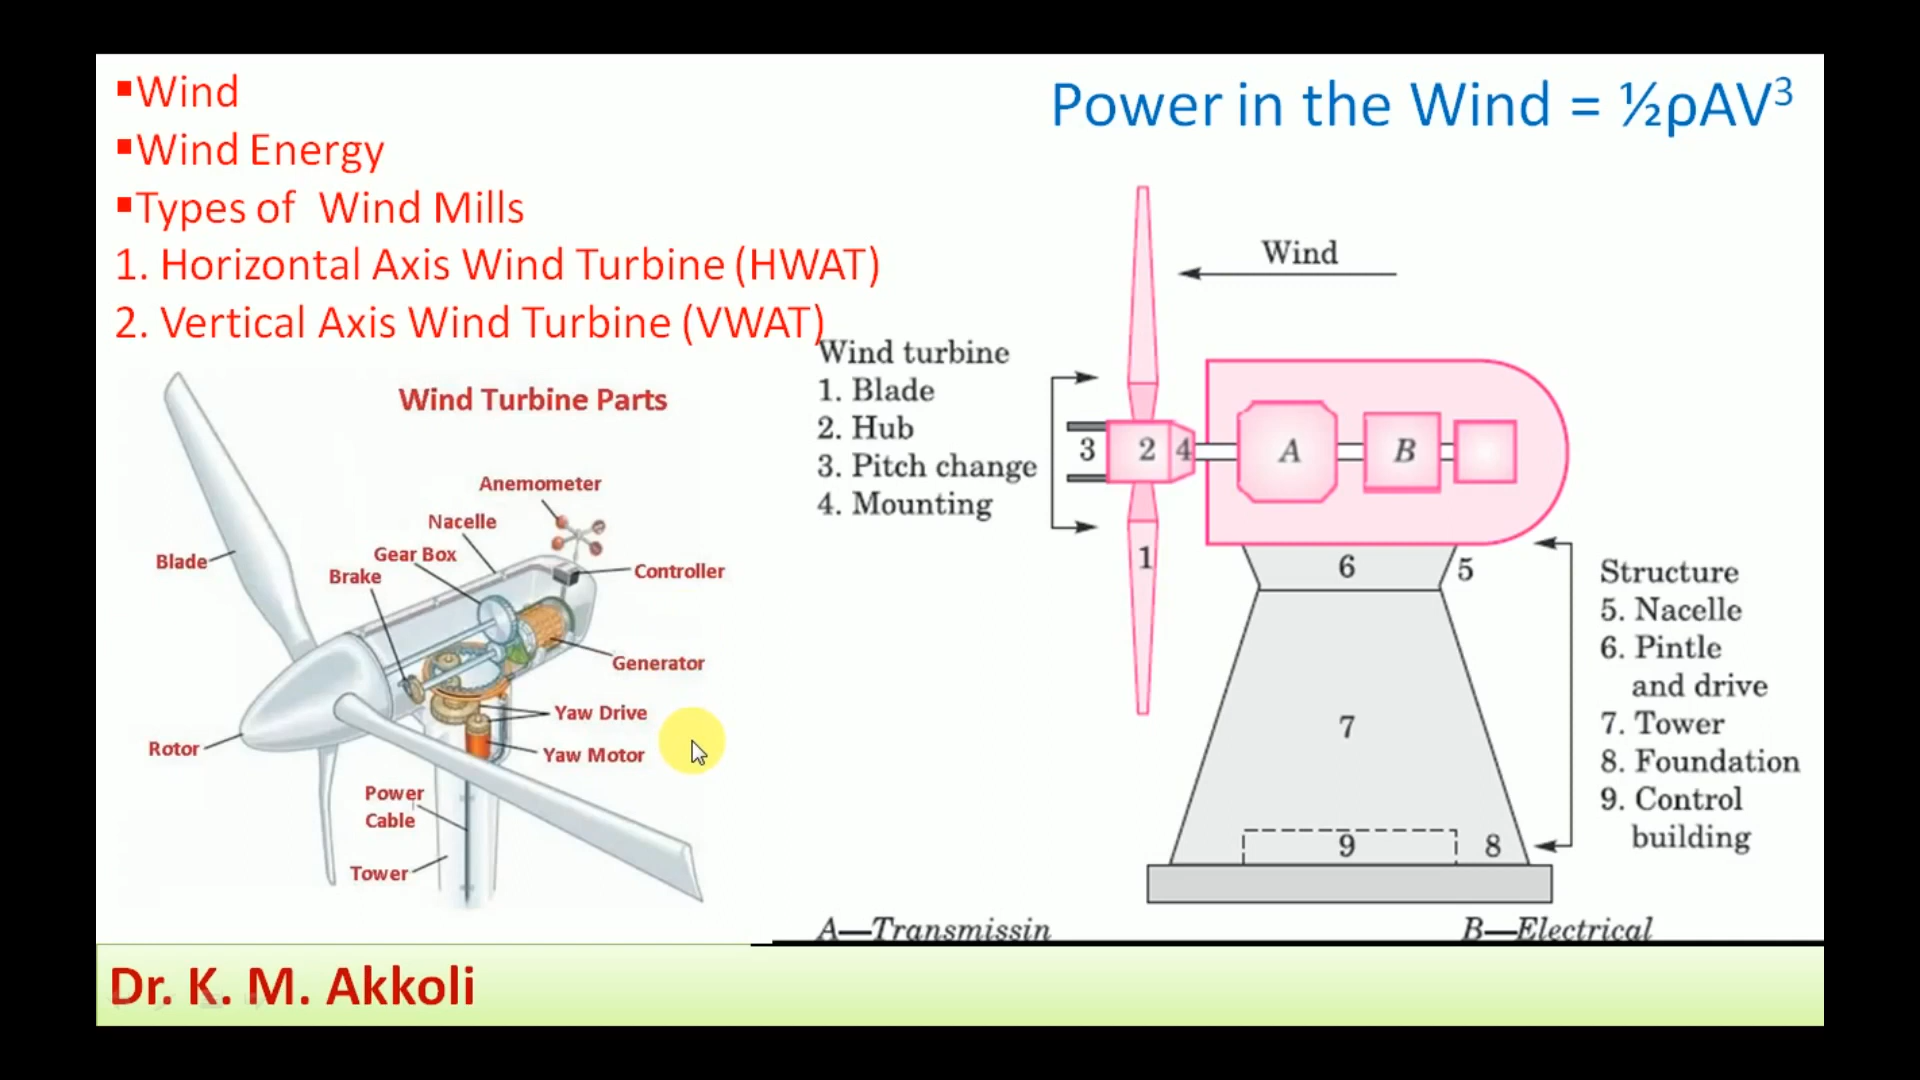 ▪Wind
▪Wind Energy
▪Types of Wind Mills
1. Horizontal Axis Wind Turbine (HWAT)
2. Vertical Axis Wind Turbine (VWAT)
Power in the Wind = ½ρAV³
Wind Turbine Parts
Anemometer
Nacelle
Gear Box
Brake
Blade
Controller
Generator
Yaw Drive
Yaw Motor
Rotor
Power
Cable
Tower
Wind
Wind turbine
1. Blade
2. Hub
3. Pitch change
4. Mounting
3 2 4 A B
1
6 5
7
9 8
Structure
5. Nacelle
6. Pintle
and drive
7. Tower
8. Foundation
9. Control
building
A—Transmissin
B—Electrical
Dr. K. M. Akkoli